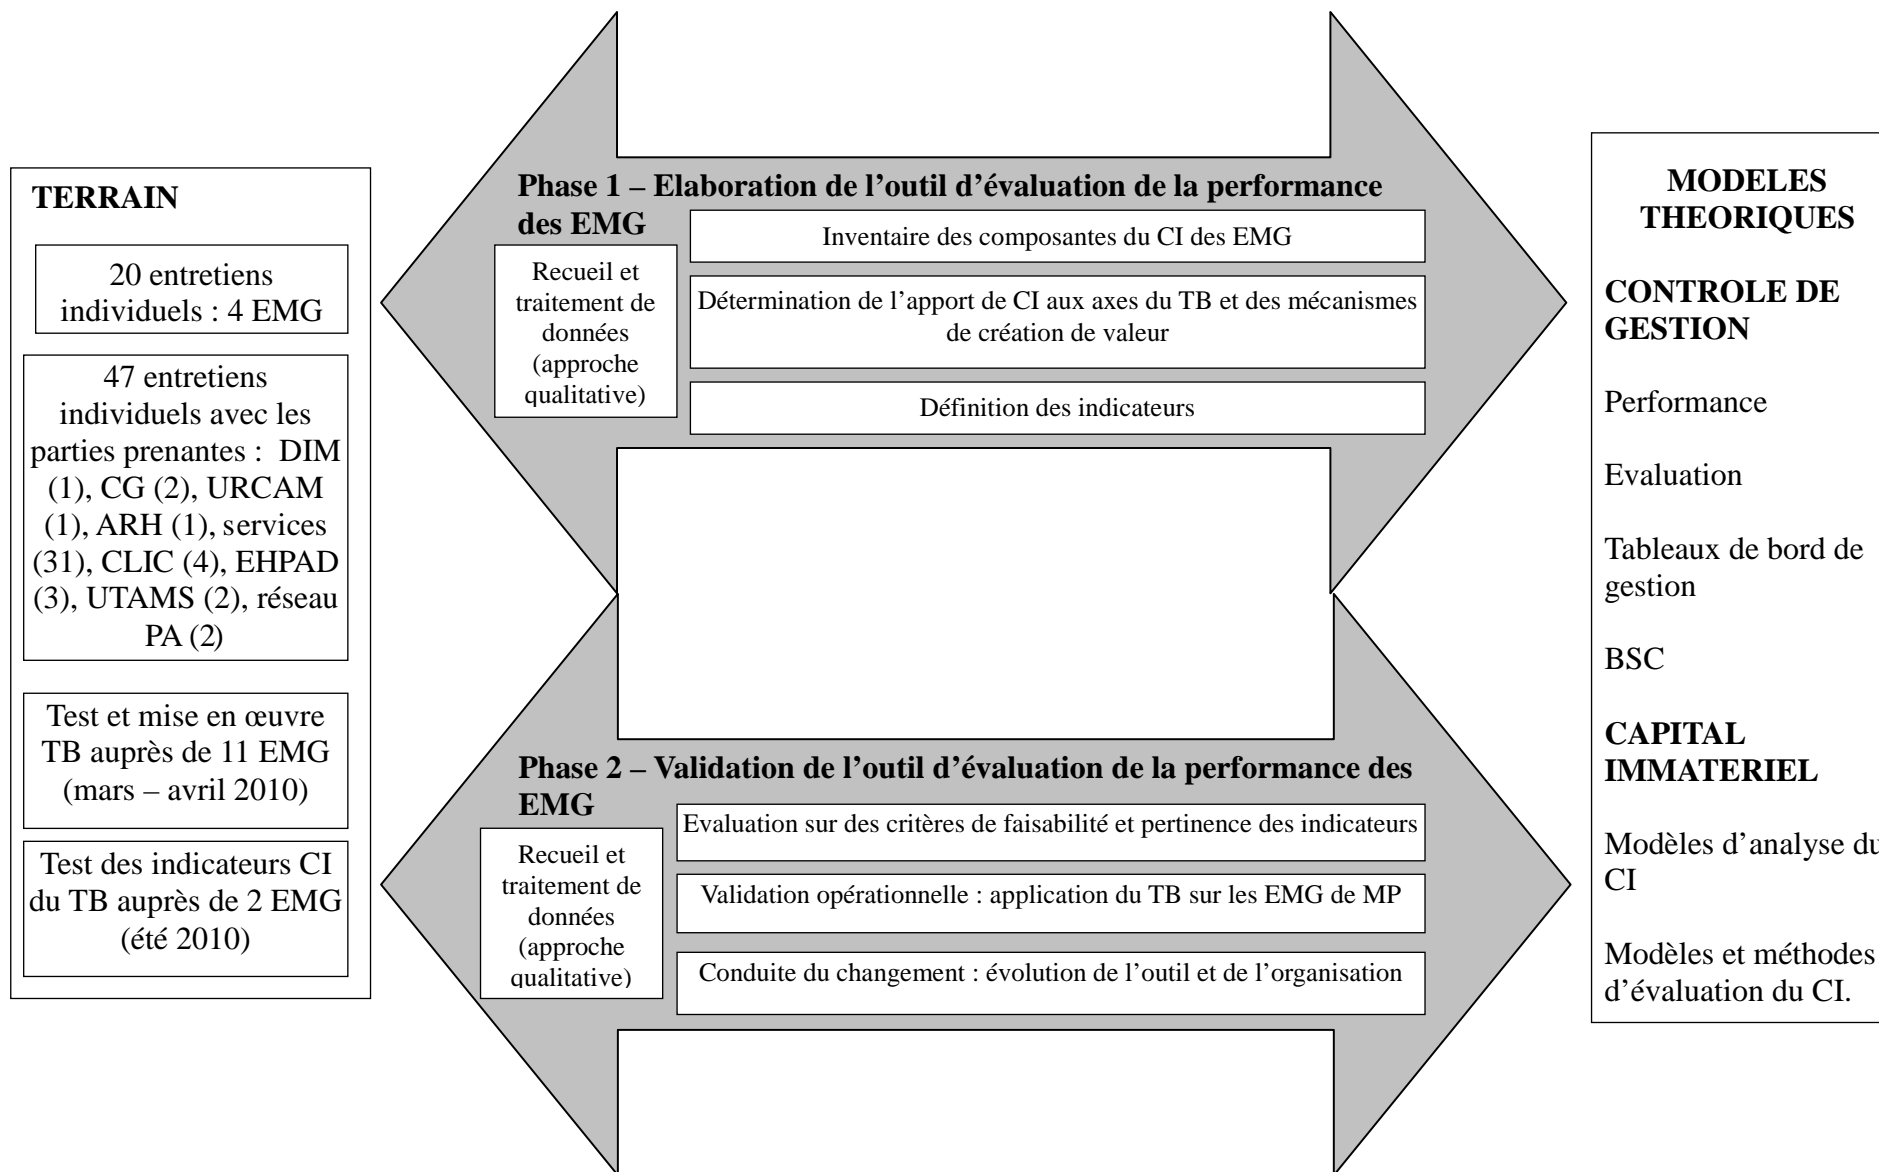 TERRAIN
20 entretiens
individuels : 4 EMG
47 entretiens
individuels avec les
parties prenantes : DIM
(1), CG (2), URCAM
(1), ARH (1), services
(31), CLIC (4), EHPAD
(3), UTAMS (2), réseau
PA (2)
Test et mise en œuvre
TB auprès de 11 EMG
(mars – avril 2010)
Test des indicateurs CI
du TB auprès de 2 EMG
(été 2010)
Phase 1 – Elaboration de l’outil d’évaluation de la performance
des EMG
Recueil et
traitement de
données
(approche
qualitative)
Inventaire des composantes du CI des EMG
Détermination de l’apport de CI aux axes du TB et des mécanismes
de création de valeur
Définition des indicateurs
Phase 2 – Validation de l’outil d’évaluation de la performance des
EMG
Recueil et
traitement de
données
(approche
qualitative)
Evaluation sur des critères de faisabilité et pertinence des indicateurs
Validation opérationnelle : application du TB sur les EMG de MP
Conduite du changement : évolution de l’outil et de l’organisation
MODELES
THEORIQUES
CONTROLE DE
GESTION
Performance
Evaluation
Tableaux de bord de
gestion
BSC
CAPITAL
IMMATERIEL
Modèles d’analyse du
CI
Modèles et méthodes
d’évaluation du CI.